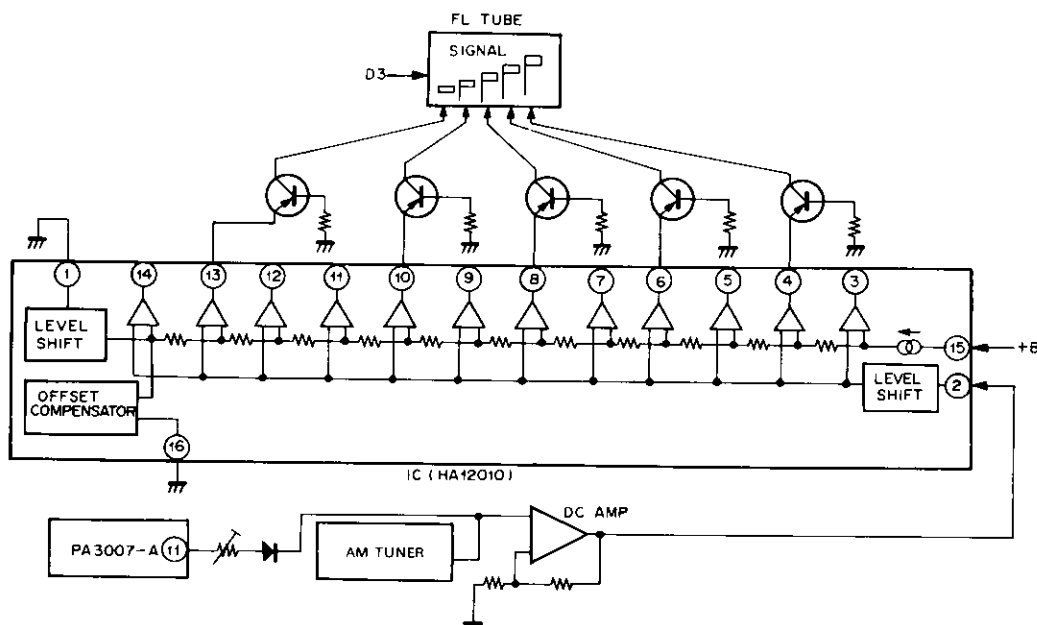 FL TUBE
SIGNAL
D3
1
14
13
12
11
10
9
8
7
6
5
4
3
LEVEL
SHIFT
15
+B
OFFSET
COMPENSATOR
LEVEL
SHIFT
2
16
IC (HA12010)
DC AMP
PA3007-A
11
AM TUNER